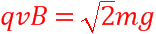 qvB = √2mg